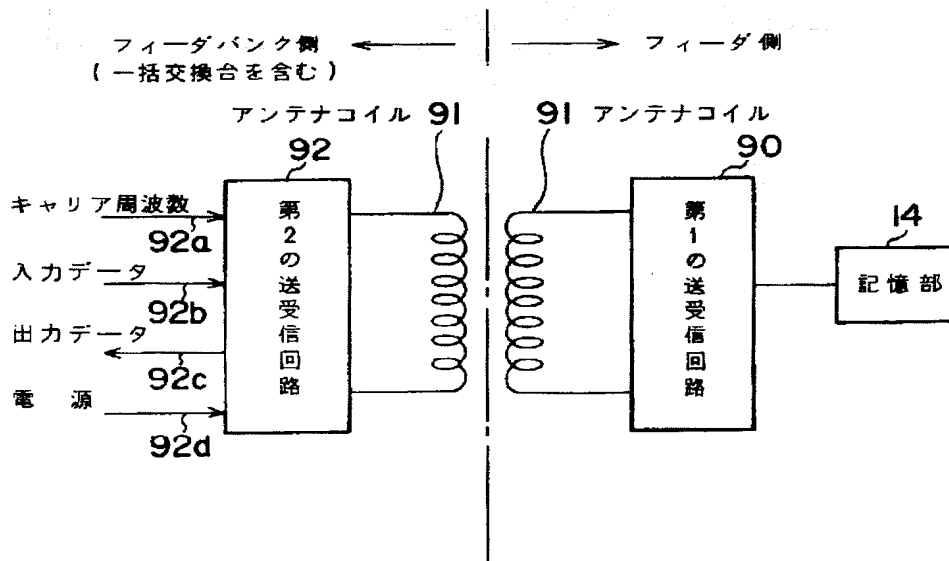 フィーダバンク側
(一括交換台を含む)
フィーダ側
アンテナコイル 91
91 アンテナコイル
92
90
14
キャリア周波数
92a
入力データ
92b
出力データ
92c
電 源
92d
第2の送受信回路
第1の送受信回路
記憶部